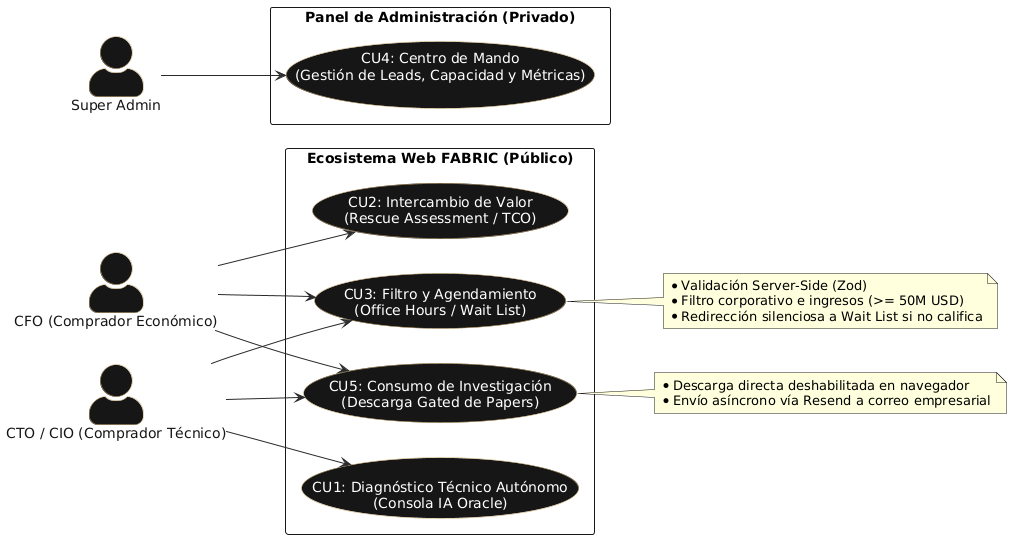 Panel de Administración (Privado)
CU4: Centro de Mando
(Gestión de Leads, Capacidad y Métricas)
Super Admin
Ecosistema Web FABRIC (Público)
CU2: Intercambio de Valor
(Rescue Assessment / TCO)
CU3: Filtro y Agendamiento
(Office Hours / Wait List)
• Validación Server-Side (Zod)
• Filtro corporativo e ingresos (>= 50M USD)
• Redirección silenciosa a Wait List si no califica
CFO (Comprador Económico)
CU5: Consumo de Investigación
(Descarga Gated de Papers)
• Descarga directa deshabilitada en navegador
• Envío asíncrono vía Resend a correo empresarial
CTO / CIO (Comprador Técnico)
CU1: Diagnóstico Técnico Autónomo
(Consola IA Oracle)